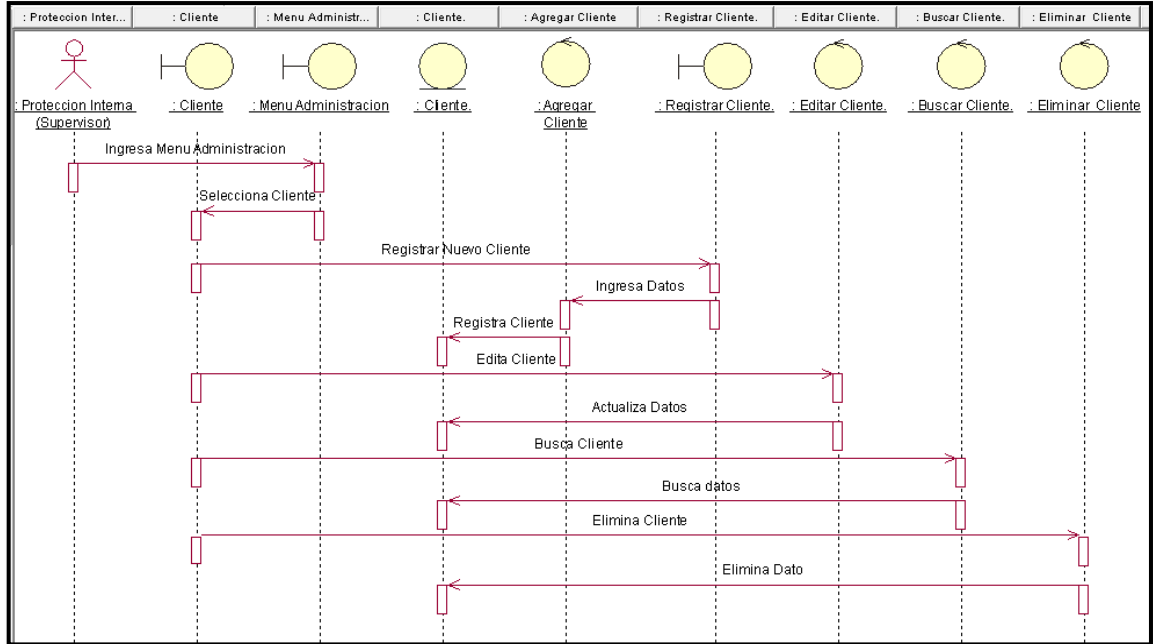 : Proteccion Inter... : Cliente : Menu Administr... : Cliente. : Agregar Cliente : Registrar Cliente. : Editar Cliente. : Buscar Cliente. : Eliminar Cliente
: Proteccion Interna (Supervisor)
: Cliente
: Menu Administracion
: Cliente.
: Agregar Cliente
: Registrar Cliente.
: Editar Cliente.
: Buscar Cliente.
: Eliminar Cliente
Ingresa Menu Administracion
Selecciona Cliente
Registrar Nuevo Cliente
Ingresa Datos
Registra Cliente
Edita Cliente
Actualiza Datos
Busca Cliente
Busca datos
Elimina Cliente
Elimina Dato